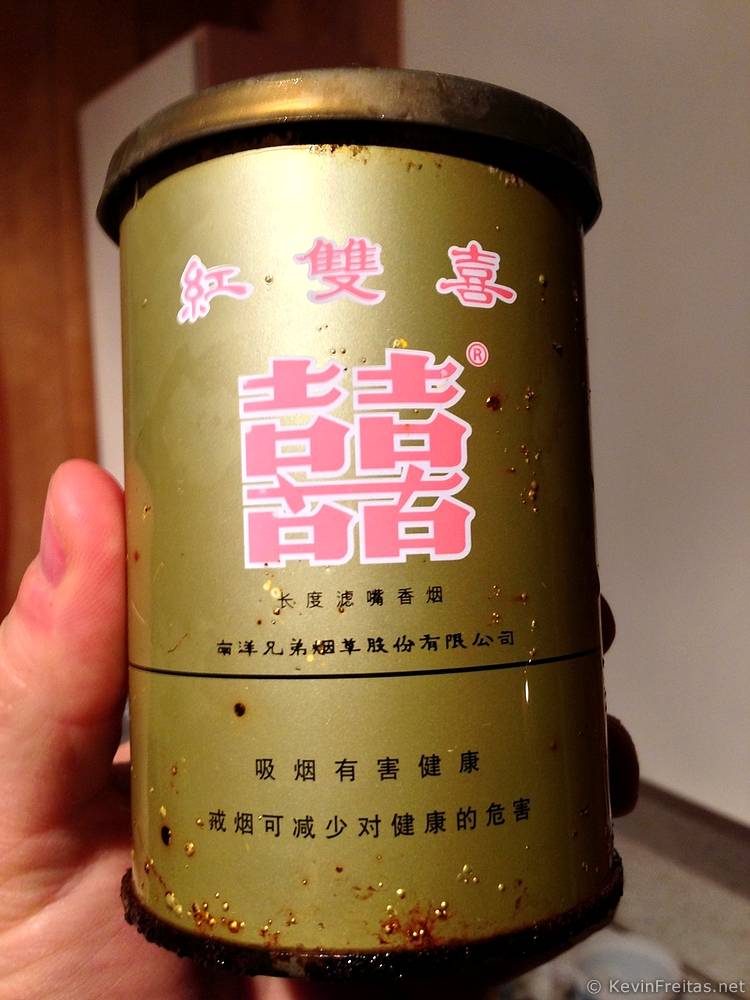 紅雙喜
囍®
长度滤嘴香烟
南洋兄弟烟草股份有限公司
吸烟有害健康
戒烟可减少对健康的危害
© KevinFreitas.net